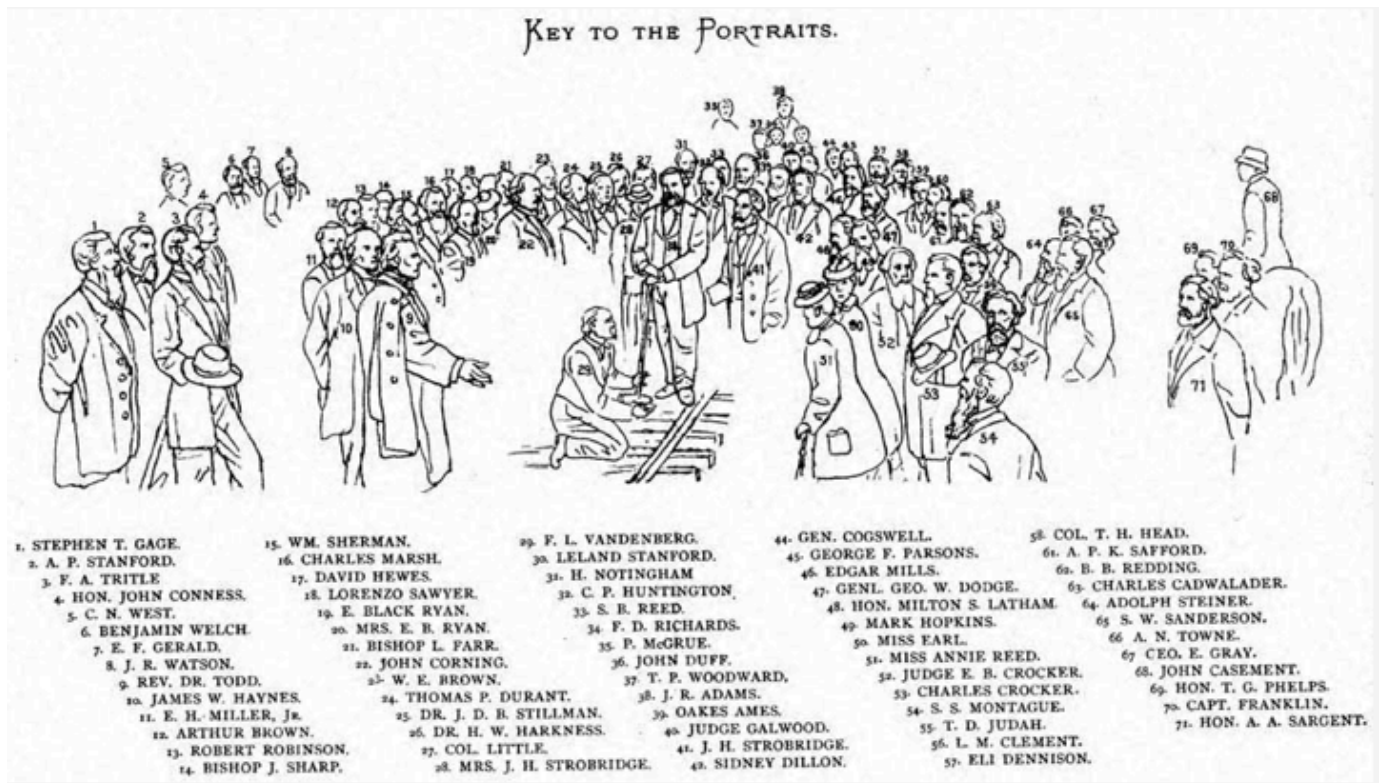 KEY TO THE PORTRAITS.
1. STEPHEN T. GAGE.
2. A. P. STANFORD.
3. F. A. TRITLE
4. HON. JOHN CONNESS.
5. C. N. WEST.
6. BENJAMIN WELCH.
7. E. F. GERALD.
8. J. R. WATSON.
9. REV. DR. TODD.
10. JAMES W. HAYNES.
11. E. H. MILLER, JR.
12. ARTHUR BROWN.
13. ROBERT ROBINSON.
14. BISHOP J. SHARP.
15. WM. SHERMAN.
16. CHARLES MARSH.
17. DAVID HEWES.
18. LORENZO SAWYER.
19. E. BLACK RYAN.
20. MRS. E. B. RYAN.
21. BISHOP L. FARR.
22. JOHN CORNING.
23. W. E. BROWN.
24. THOMAS P. DURANT.
25. DR. J. D. B. STILLMAN.
26. DR. H. W. HARKNESS.
27. COL. LITTLE.
28. MRS. J. H. STROBRIDGE.
29. F. L. VANDENBERG.
30. LELAND STANFORD.
31. H. NOTINGHAM
32. C. P. HUNTINGTON
33. S. B. REED.
34. F. D. RICHARDS.
35. P. McGRUE.
36. JOHN DUFF.
37. T. P. WOODWARD.
38. J. R. ADAMS.
39. OAKES AMES.
40. JUDGE GALWOOD.
41. J. H. STROBRIDGE.
42. SIDNEY DILLON.
44. GEN. COGSWELL.
45. GEORGE F. PARSONS.
46. EDGAR MILLS.
47. GENL. GEO. W. DODGE.
48. HON. MILTON S. LATHAM.
49. MARK HOPKINS.
50. MISS EARL.
51. MISS ANNIE REED.
52. JUDGE E. B. CROCKER.
53. CHARLES CROCKER.
54. S. S. MONTAGUE.
55. T. D. JUDAH.
56. L. M. CLEMENT.
57. ELI DENNISON.
58. COL. T. H. HEAD.
61. A. P. K. SAFFORD.
62. B. B. REDDING.
63. CHARLES CADWALADER.
64. ADOLPH STEINER.
65 S. W. SANDERSON.
66 A. N. TOWNE.
67 CEO. E. GRAY.
68. JOHN CASEMENT.
69. HON. T. G. PHELPS.
70. CAPT. FRANKLIN.
71. HON. A. A. SARGENT.